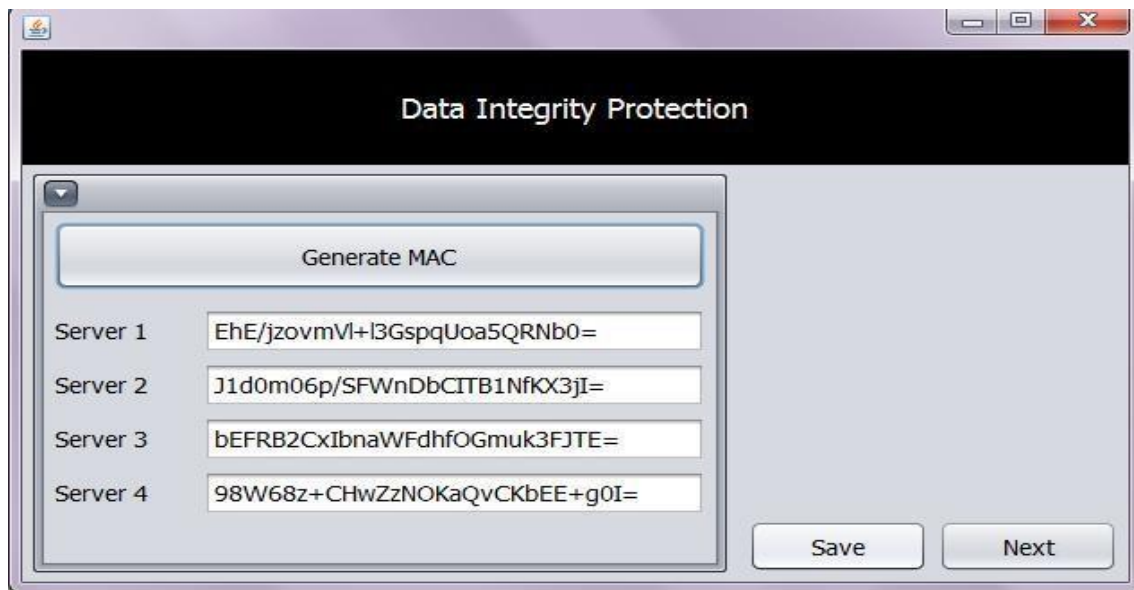 Data Integrity Protection
Generate MAC
Server 1 EhE/jzovmVl+l3GspqUoa5QRNb0=
Server 2 J1d0m06p/SFWnDbCITB1NfKX3jI=
Server 3 bEFRB2CxIbnaWFdhfOGmuk3FJTE=
Server 4 98W68z+CHwZzNOKaQvCKbEE+g0I=
Save Next